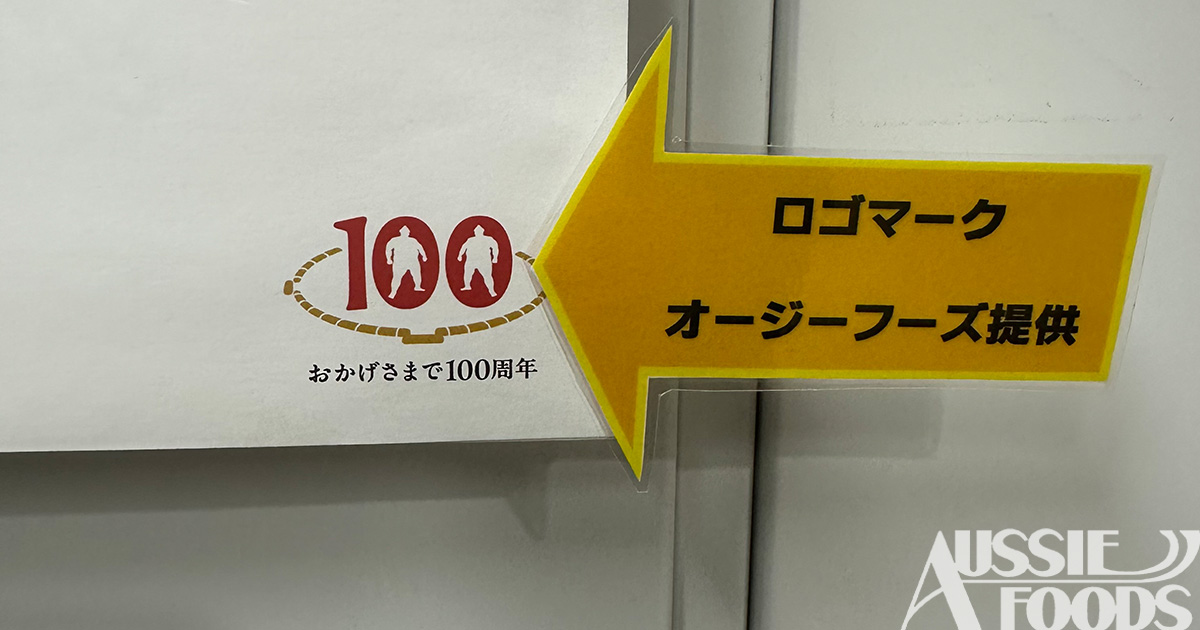 100
おかげさまで100周年
ロゴマーク
オージーフーズ提供
AUSSIE
FOODS